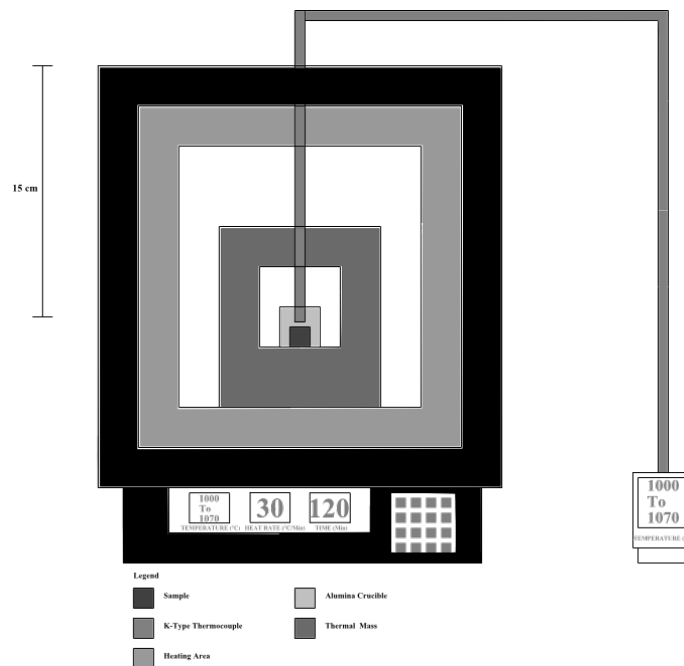 15 cm
1000
To
1070
30
120
TEMPERATURE (°C) HEAT RATE (°C/Min) TIME (Min)
1000
To
1070
TEMPERATURE (
Legend
Sample
Alumina Crucible
K-Type Thermocouple
Thermal Mass
Heating Area